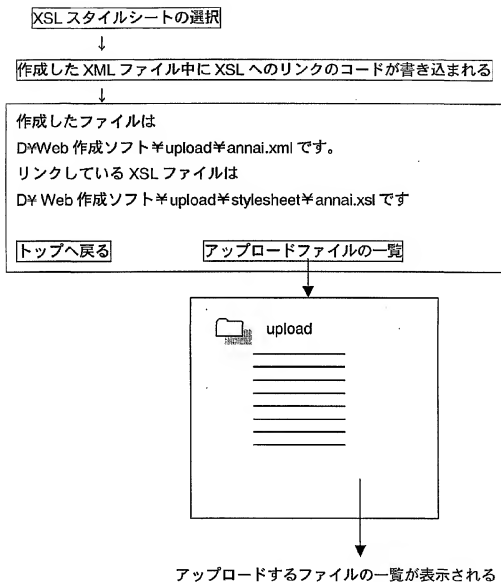 XSL スタイルシートの選択
↓
作成した XML ファイル中に XSL へのリンクのコードが書き込まれる
↓
作成したファイルは
D¥Web 作成ソフト¥upload¥annai.xml です。
リンクしている XSL ファイルは
D¥ Web 作成ソフト¥upload¥stylesheet¥annai.xsl です
トップへ戻る アップロードファイルの一覧
upload
アップロードするファイルの一覧が表示される